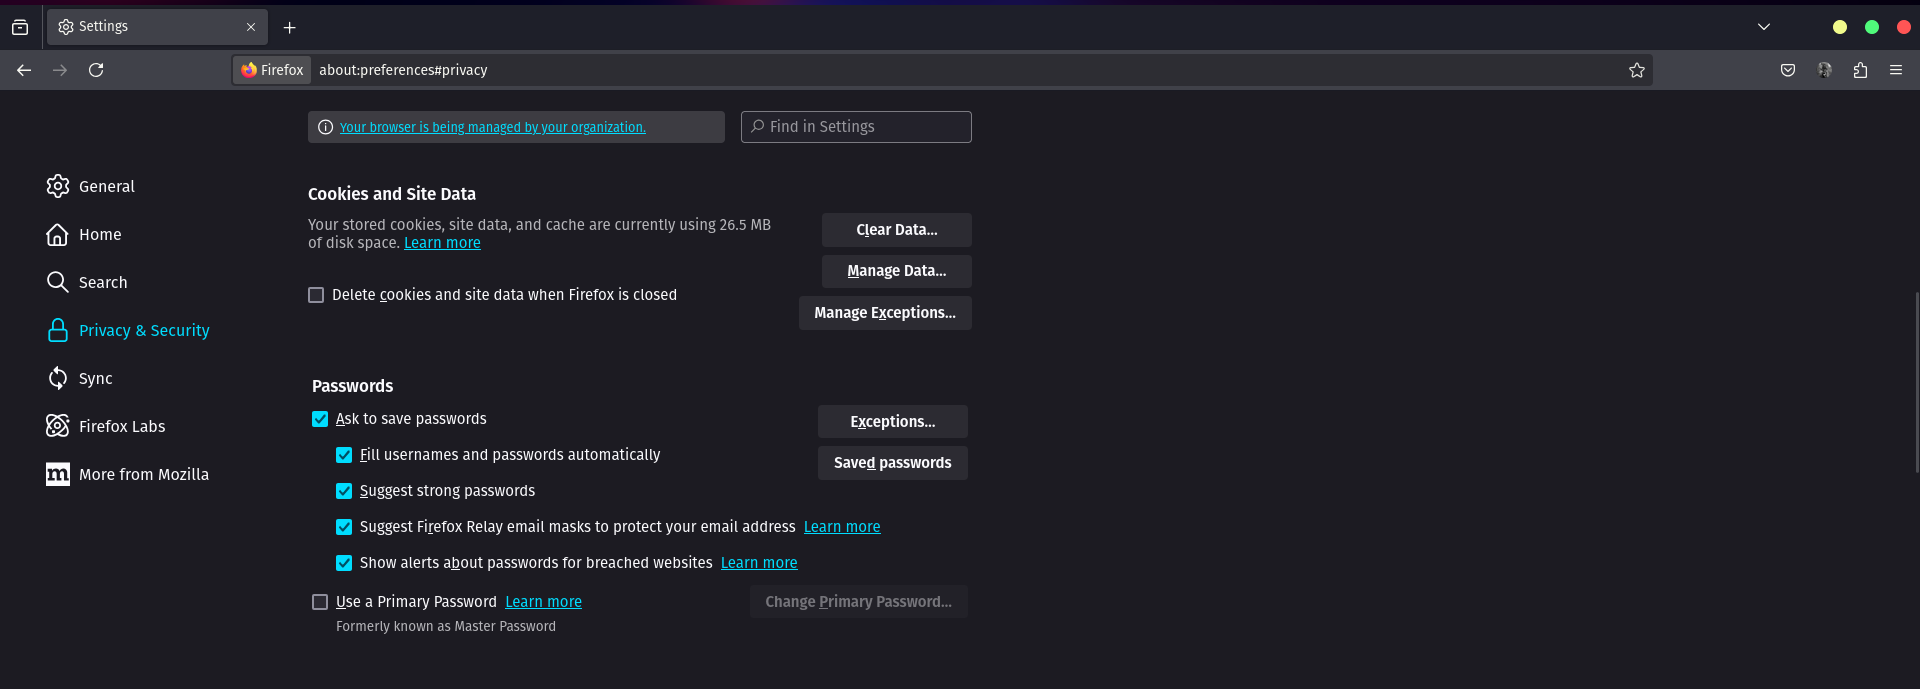 Settings
Firefox about:preferences#privacy
Your browser is being managed by your organization.
Find in Settings
General
Home
Search
Privacy & Security
Sync
Firefox Labs
m More from Mozilla
Cookies and Site Data
Your stored cookies, site data, and cache are currently using 26.5 MB
of disk space. Learn more
Clear Data...
Manage Data...
Delete cookies and site data when Firefox is closed
Manage Exceptions...
Passwords
Ask to save passwords
Exceptions...
Fill usernames and passwords automatically
Saved passwords
Suggest strong passwords
Suggest Firefox Relay email masks to protect your email address Learn more
Show alerts about passwords for breached websites Learn more
Use a Primary Password Learn more
Change Primary Password...
Formerly known as Master Password